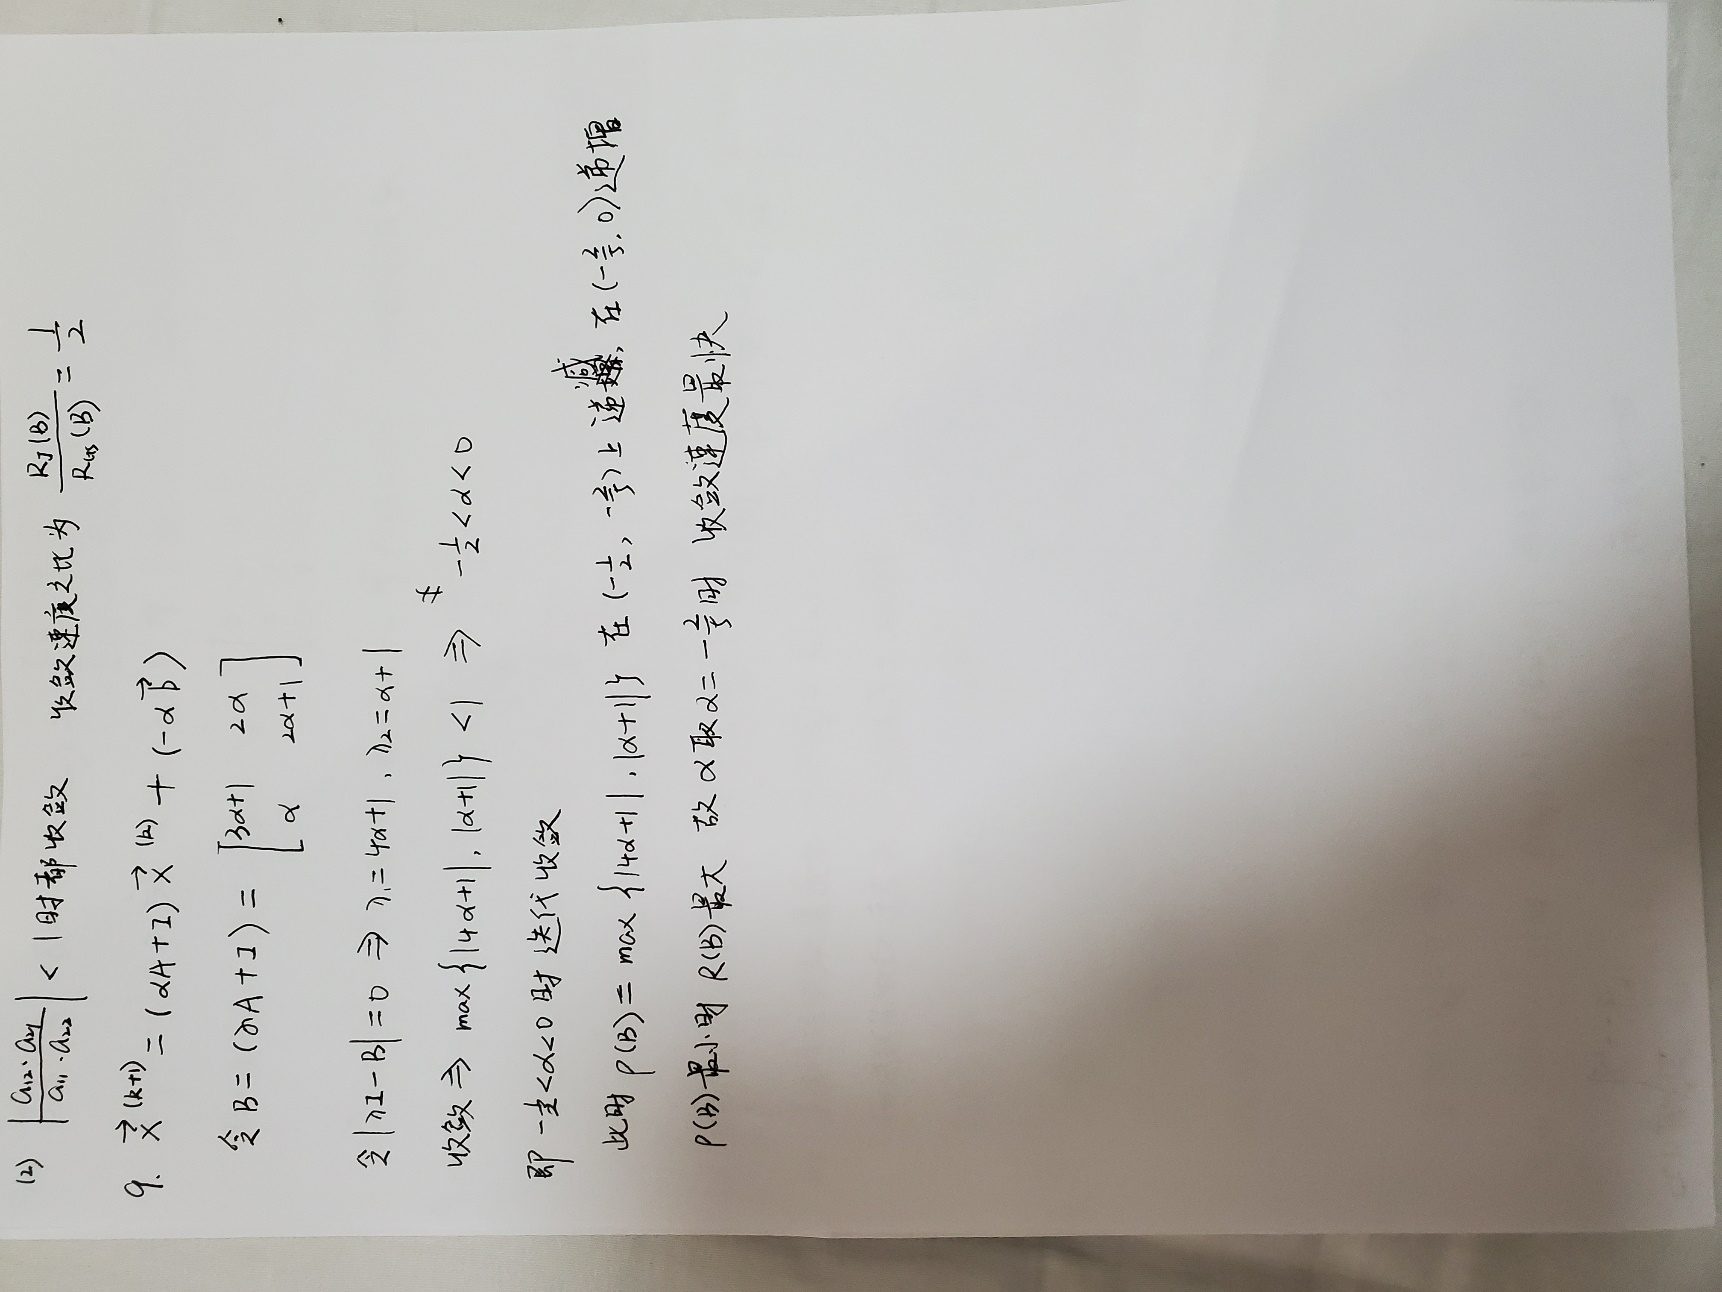 (2) |a12·a21 / a11·a22| < 1时都收敛 收敛速度之比为 RJ(B)/RGS(B) = 1/2
9. x⃗^(k+1) = (αA+I) x⃗^(k) + (-αb⃗)
令B = (αA+I) = [3α+1 2α
α 2α+1]
令|λI-B|=0 ⇒ λ1=4α+1, λ2=α+1
收敛 ⇒ max{|4α+1|, |α+1|} <1 ⇒ -1/2<α<0
即 -1/2<α<0时迭代收敛
此时 ρ(B) = max{|4α+1|, |α+1|} 在(-1/2, -2/5)上递减, 在(-2/5, 0)递增
ρ(B)最小时 R(B)最大 故α取α=-2/5时 收敛速度最快